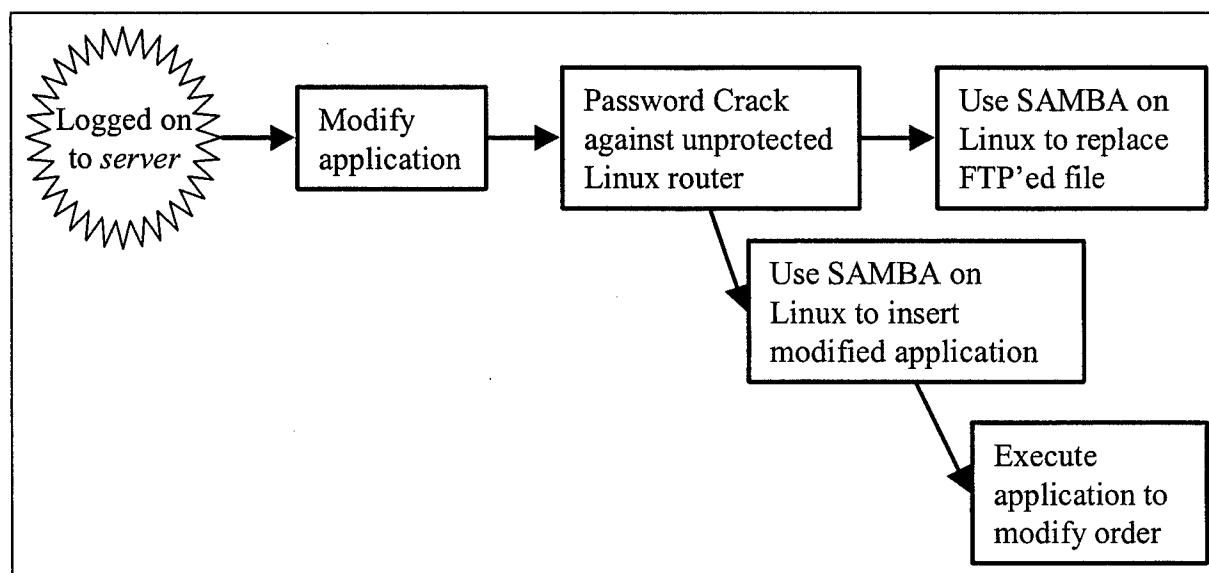 Logged on
to server
Modify
application
Password Crack
against unprotected
Linux router
Use SAMBA on
Linux to replace
FTP'ed file
Use SAMBA on
Linux to insert
modified application
Execute
application to
modify order